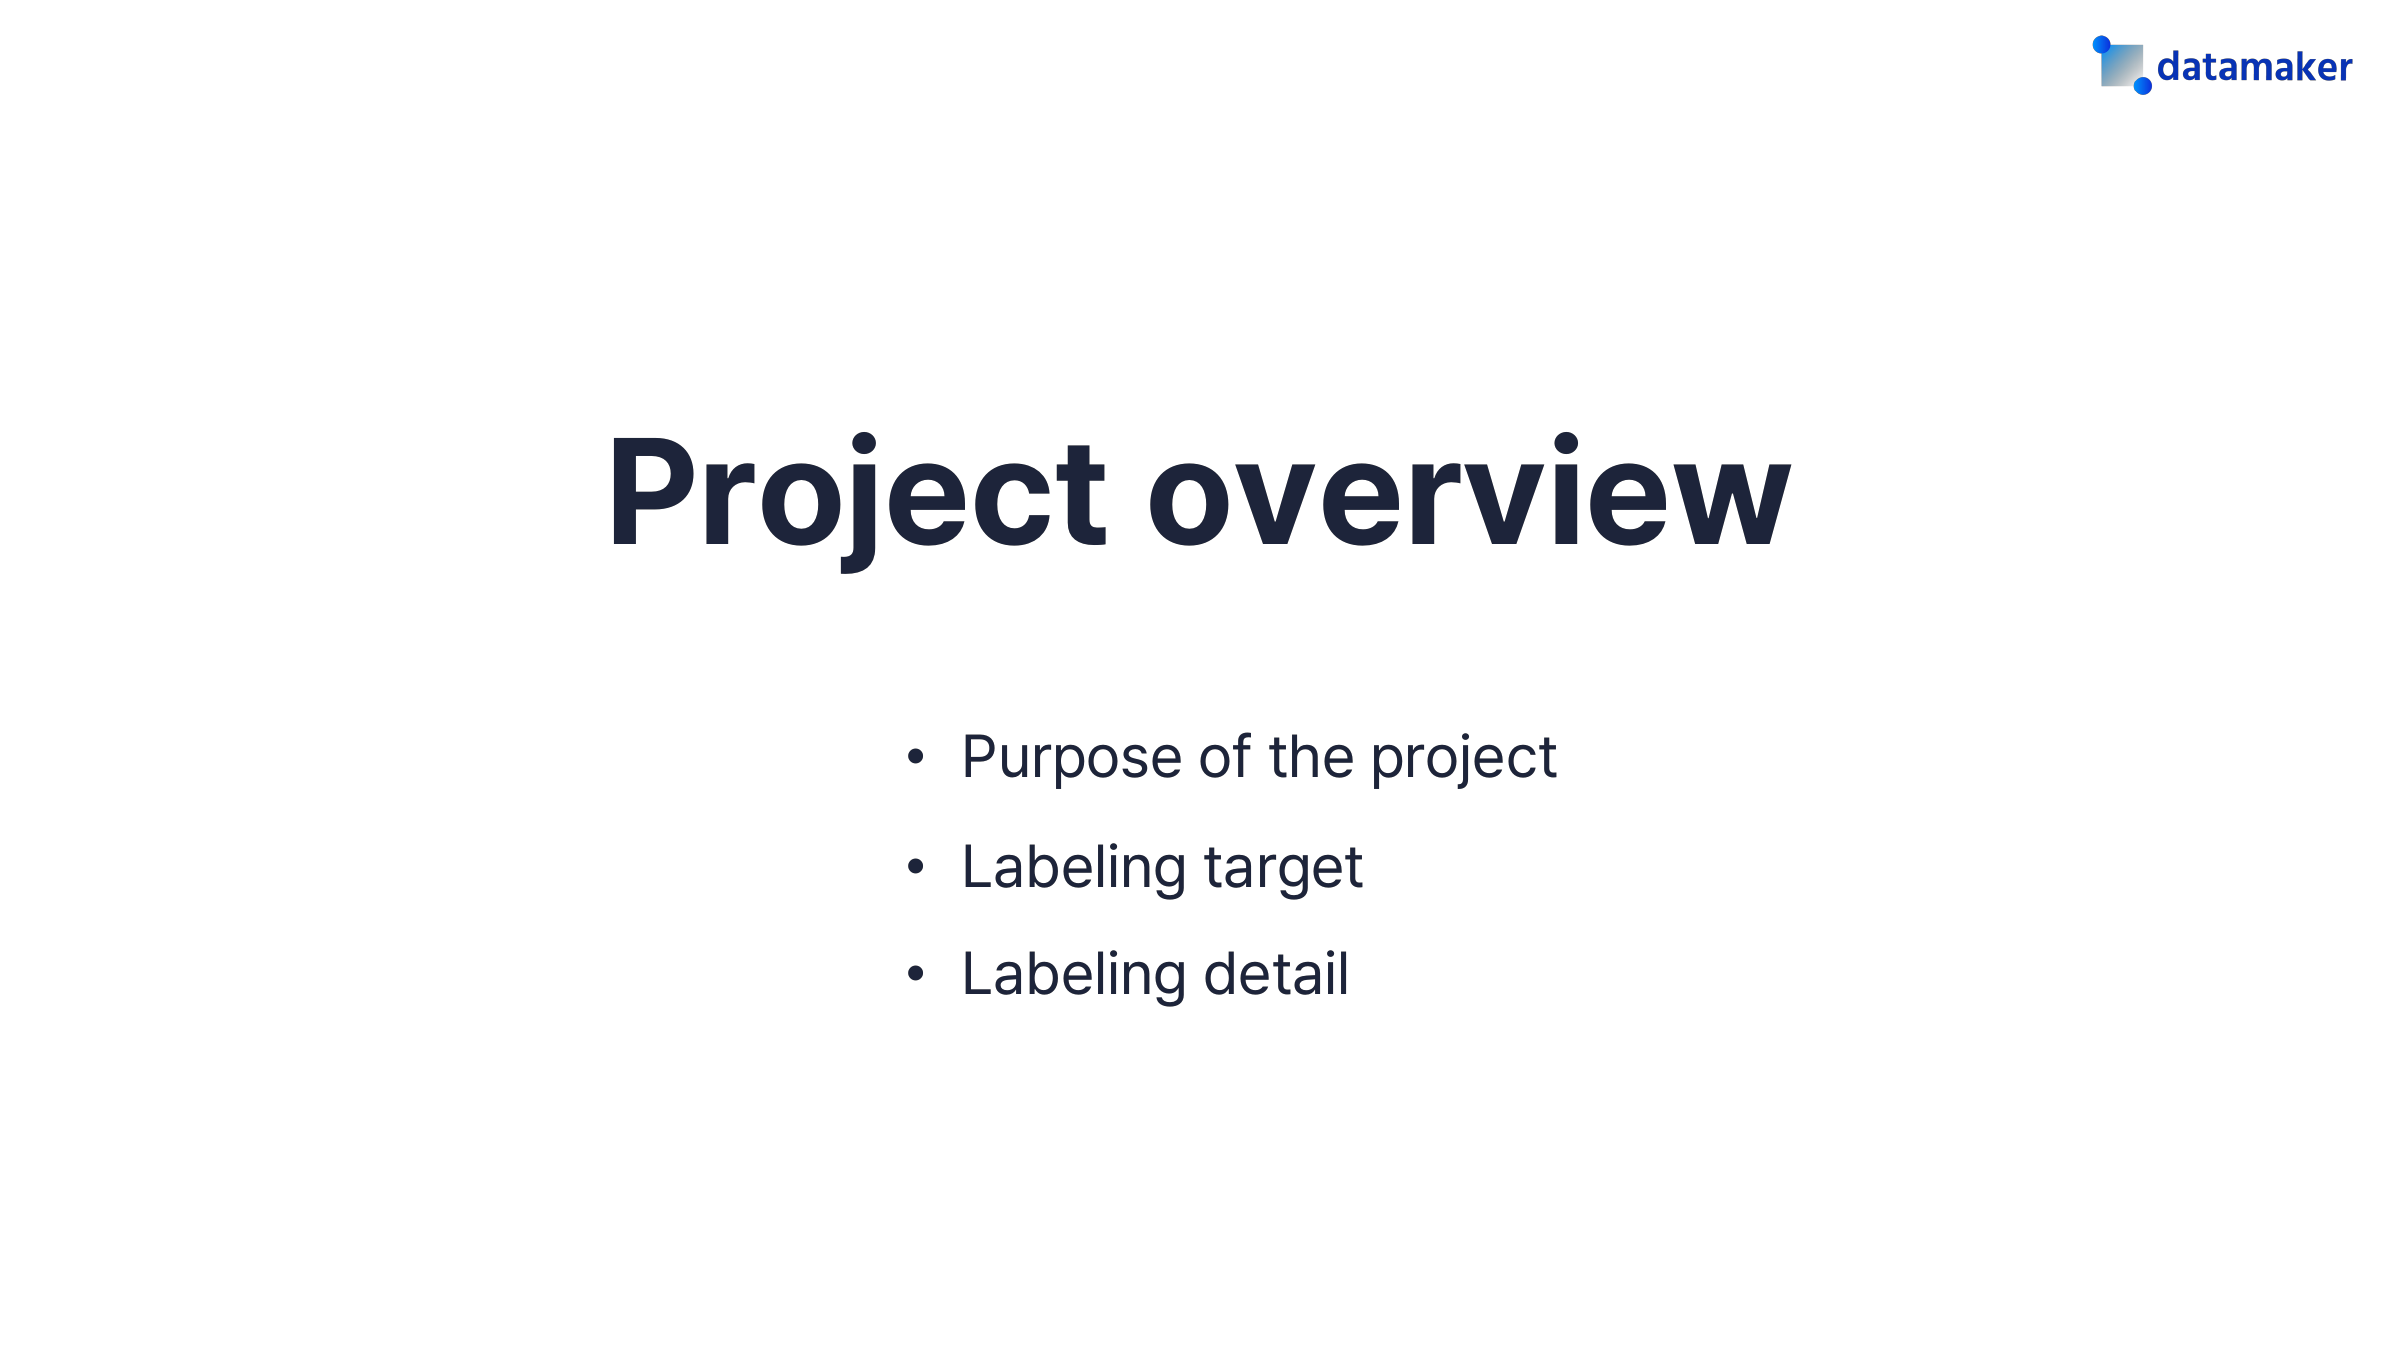 datamaker
Project overview
• Purpose of the project
• Labeling target
• Labeling detail